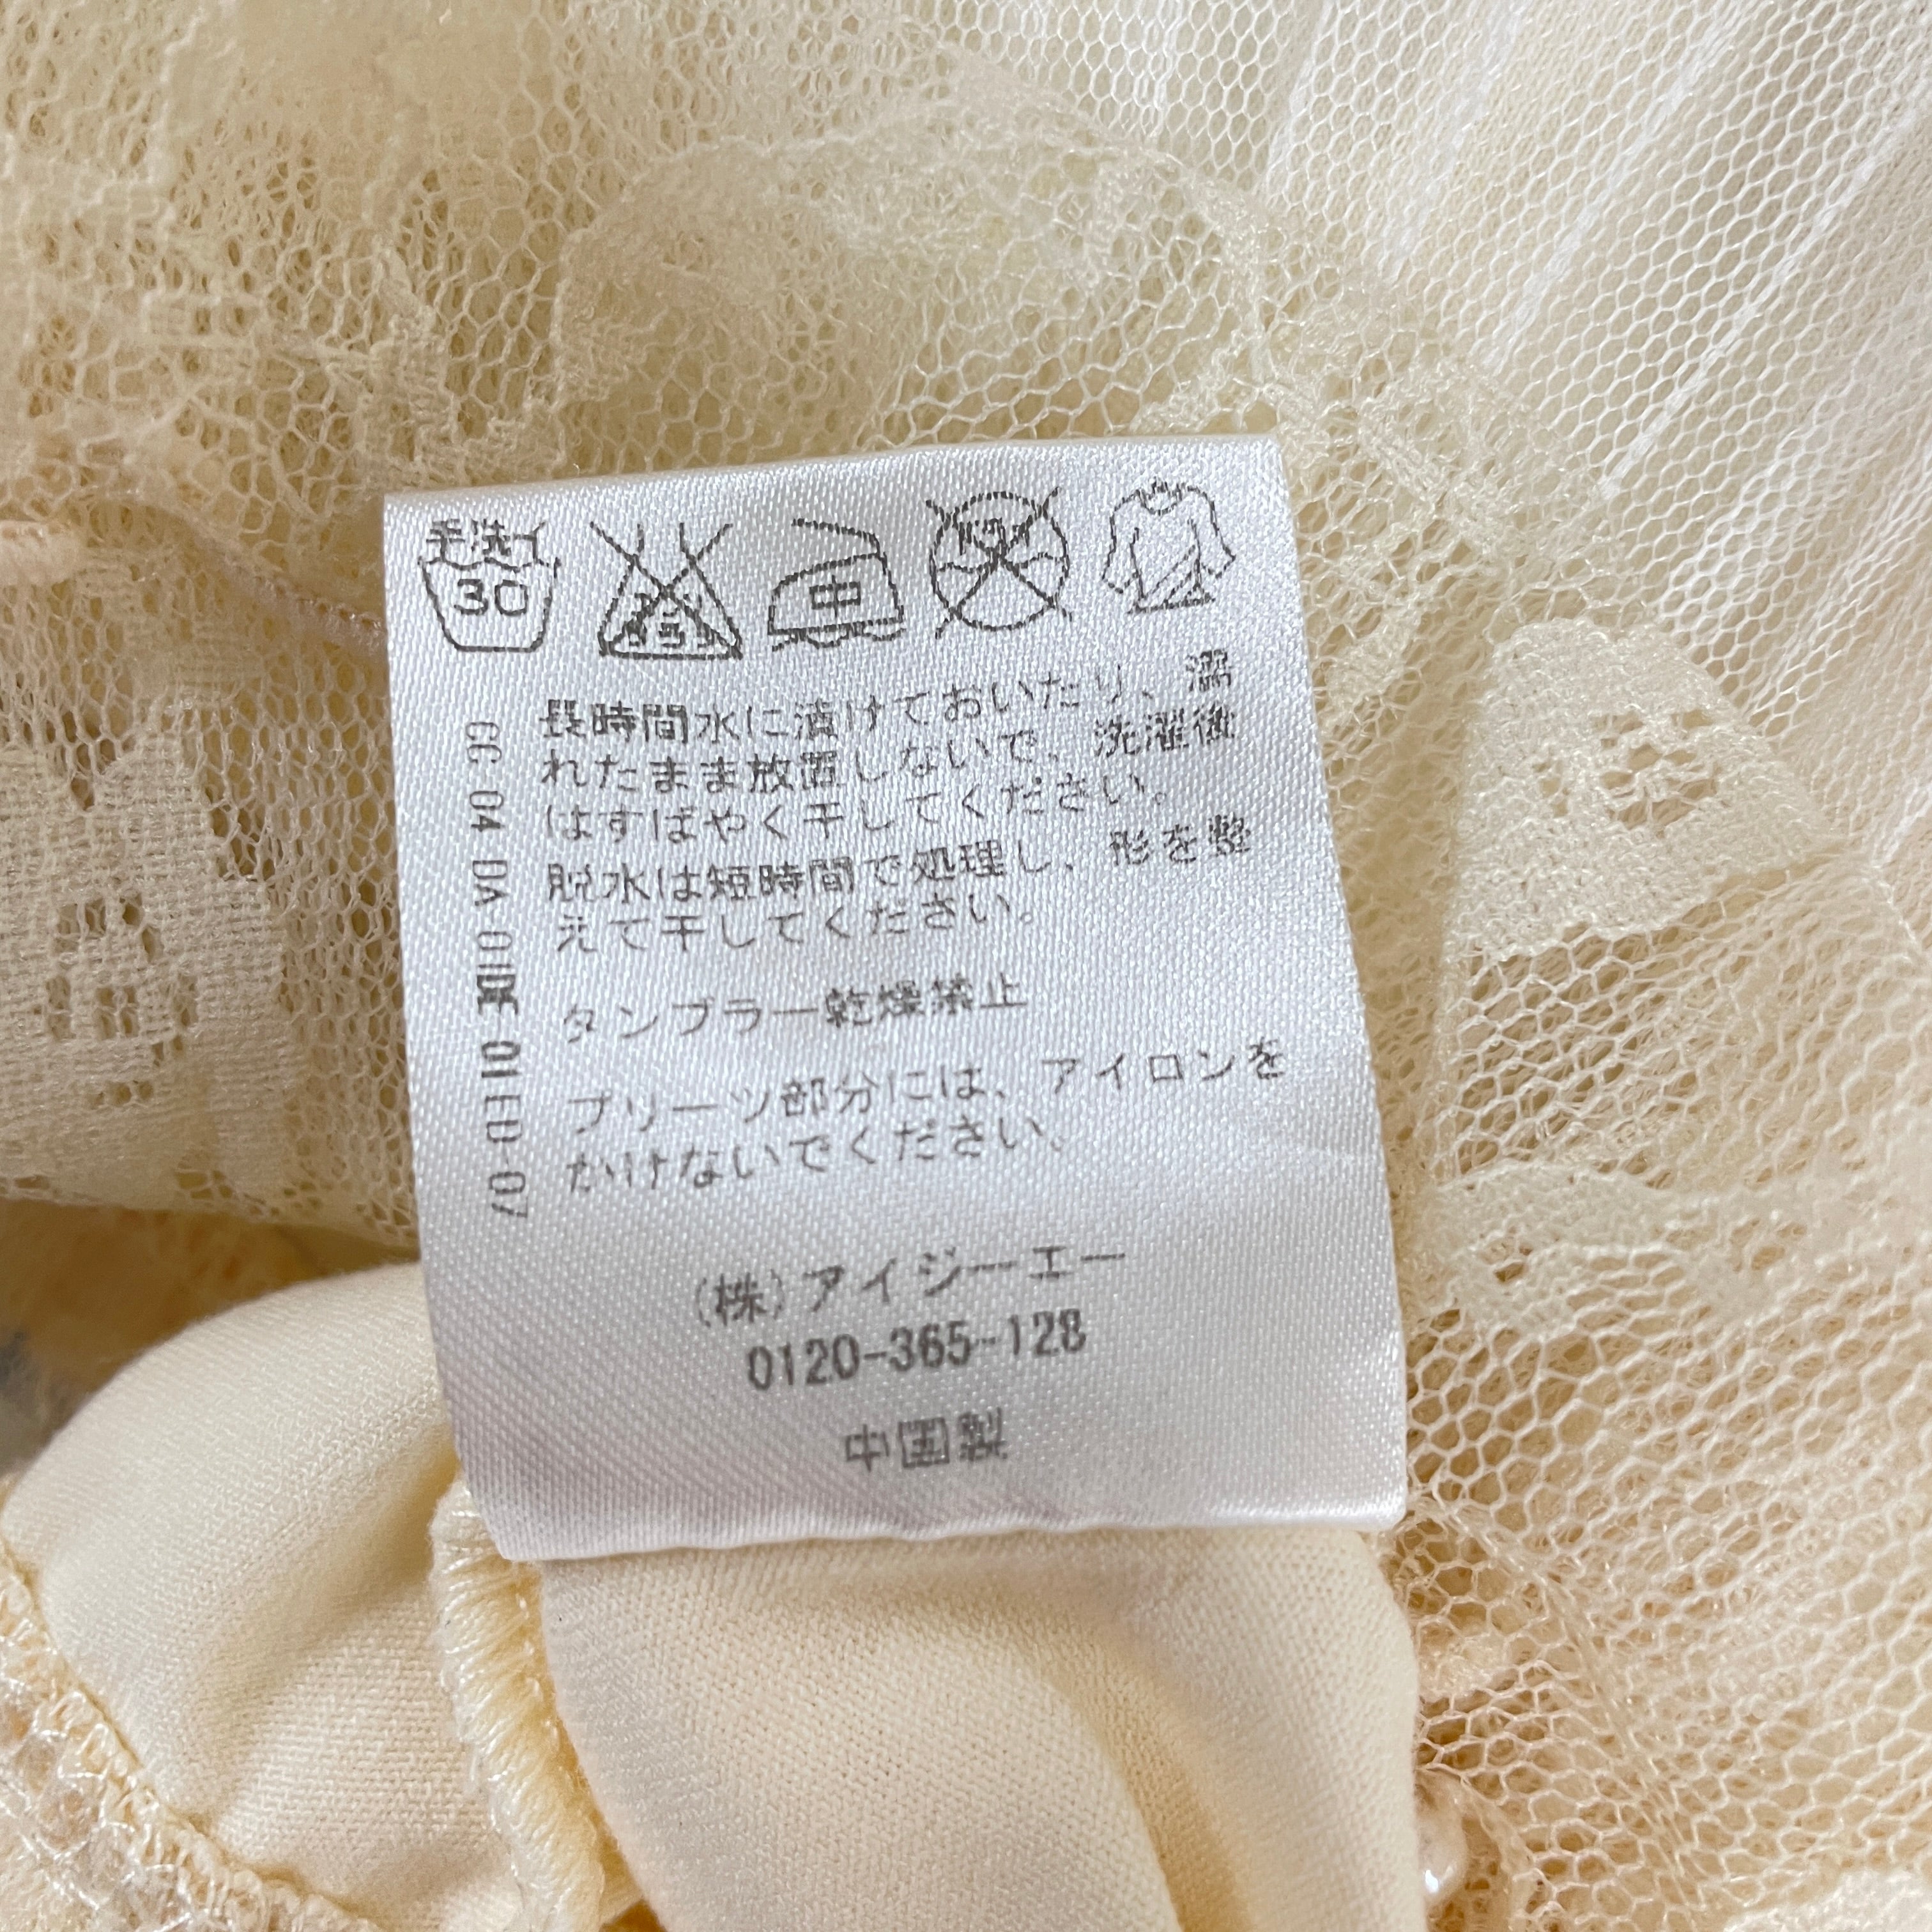 手洗イ
30
中
長時間水に漬けておいたり、濡
れたまま放置しないで、洗濯後
はすばやく干してください。
脱水は短時間で処理し、形を整
えて干してください。
タンブラー乾燥禁止
プリーツ部分には、アイロンを
かけないでください。
(株)アイジーエー
0120-365-128
中国製